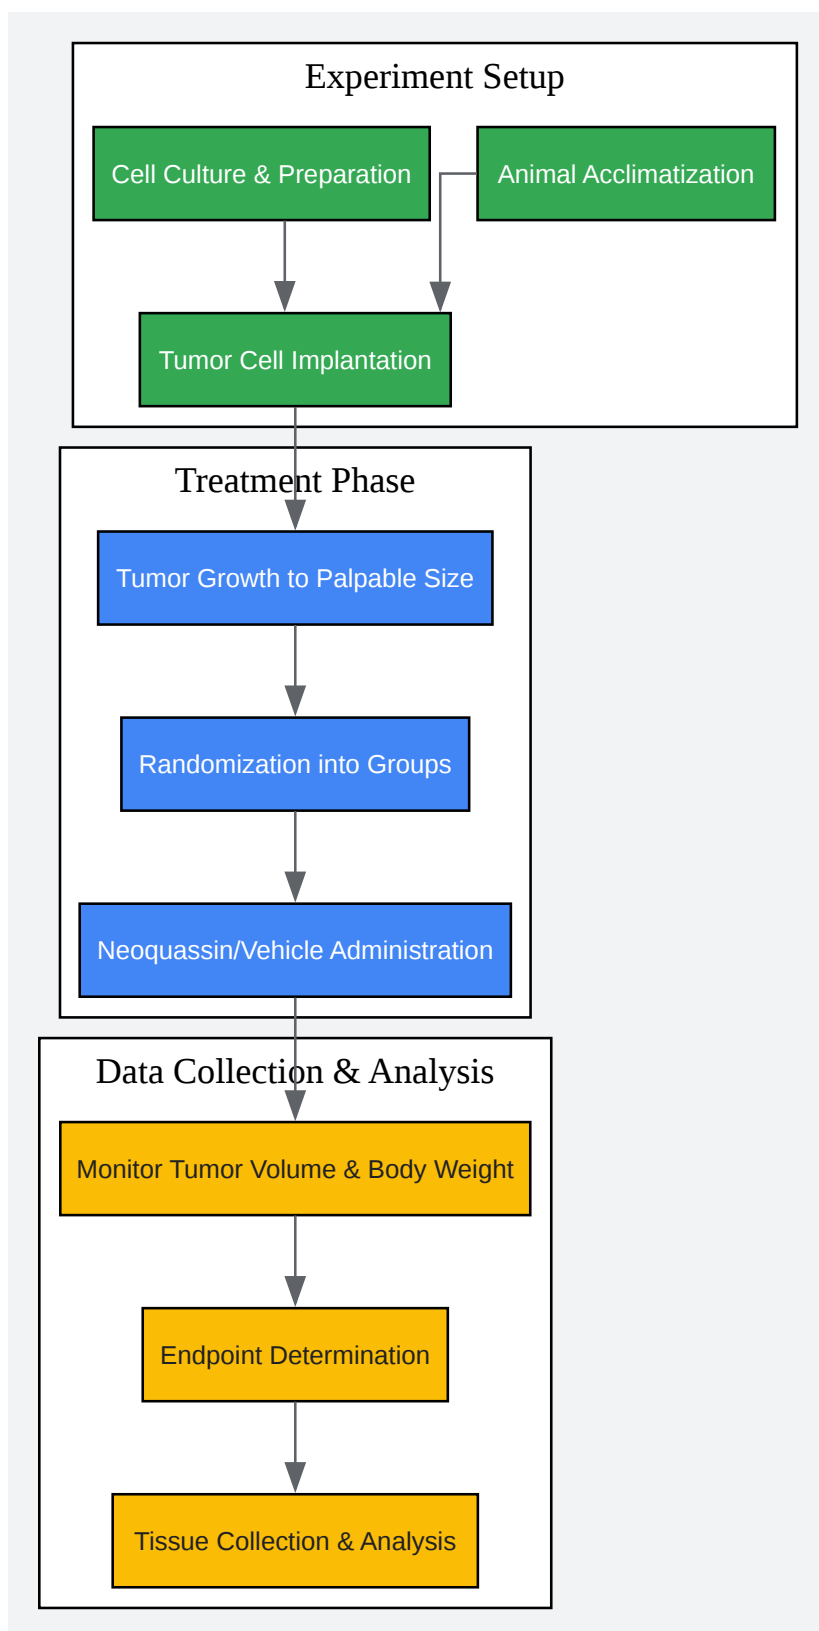 Experiment Setup
Cell Culture & Preparation
Animal Acclimatization
Tumor Cell Implantation
Treatment Phase
Tumor Growth to Palpable Size
Randomization into Groups
Neoquassin/Vehicle Administration
Data Collection & Analysis
Monitor Tumor Volume & Body Weight
Endpoint Determination
Tissue Collection & Analysis